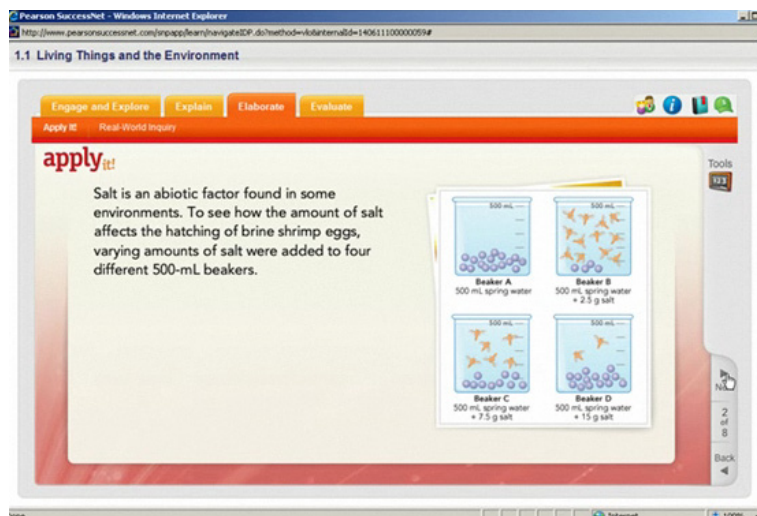 Pearson SuccessNet - Windows Internet Explorer
1.1 Living Things and the Environment
Engage and Explore
Explain
Elaborate
Evaluate
Apply It!
Real-World Inquiry
apply it!
Tools
Salt is an abiotic factor found in some
environments. To see how the amount of salt
affects the hatching of brine shrimp eggs,
varying amounts of salt were added to four
different 500-mL beakers.
500 mL
500 mL
Beaker A
500 mL spring water
Beaker B
500 mL spring water
+ 2.5 g salt
500 mL
500 mL
Beaker C
500 mL spring water
+ 7.5 g salt
Beaker D
500 mL spring water
+ 15 g salt
2
of
8
Back
Internet
100%